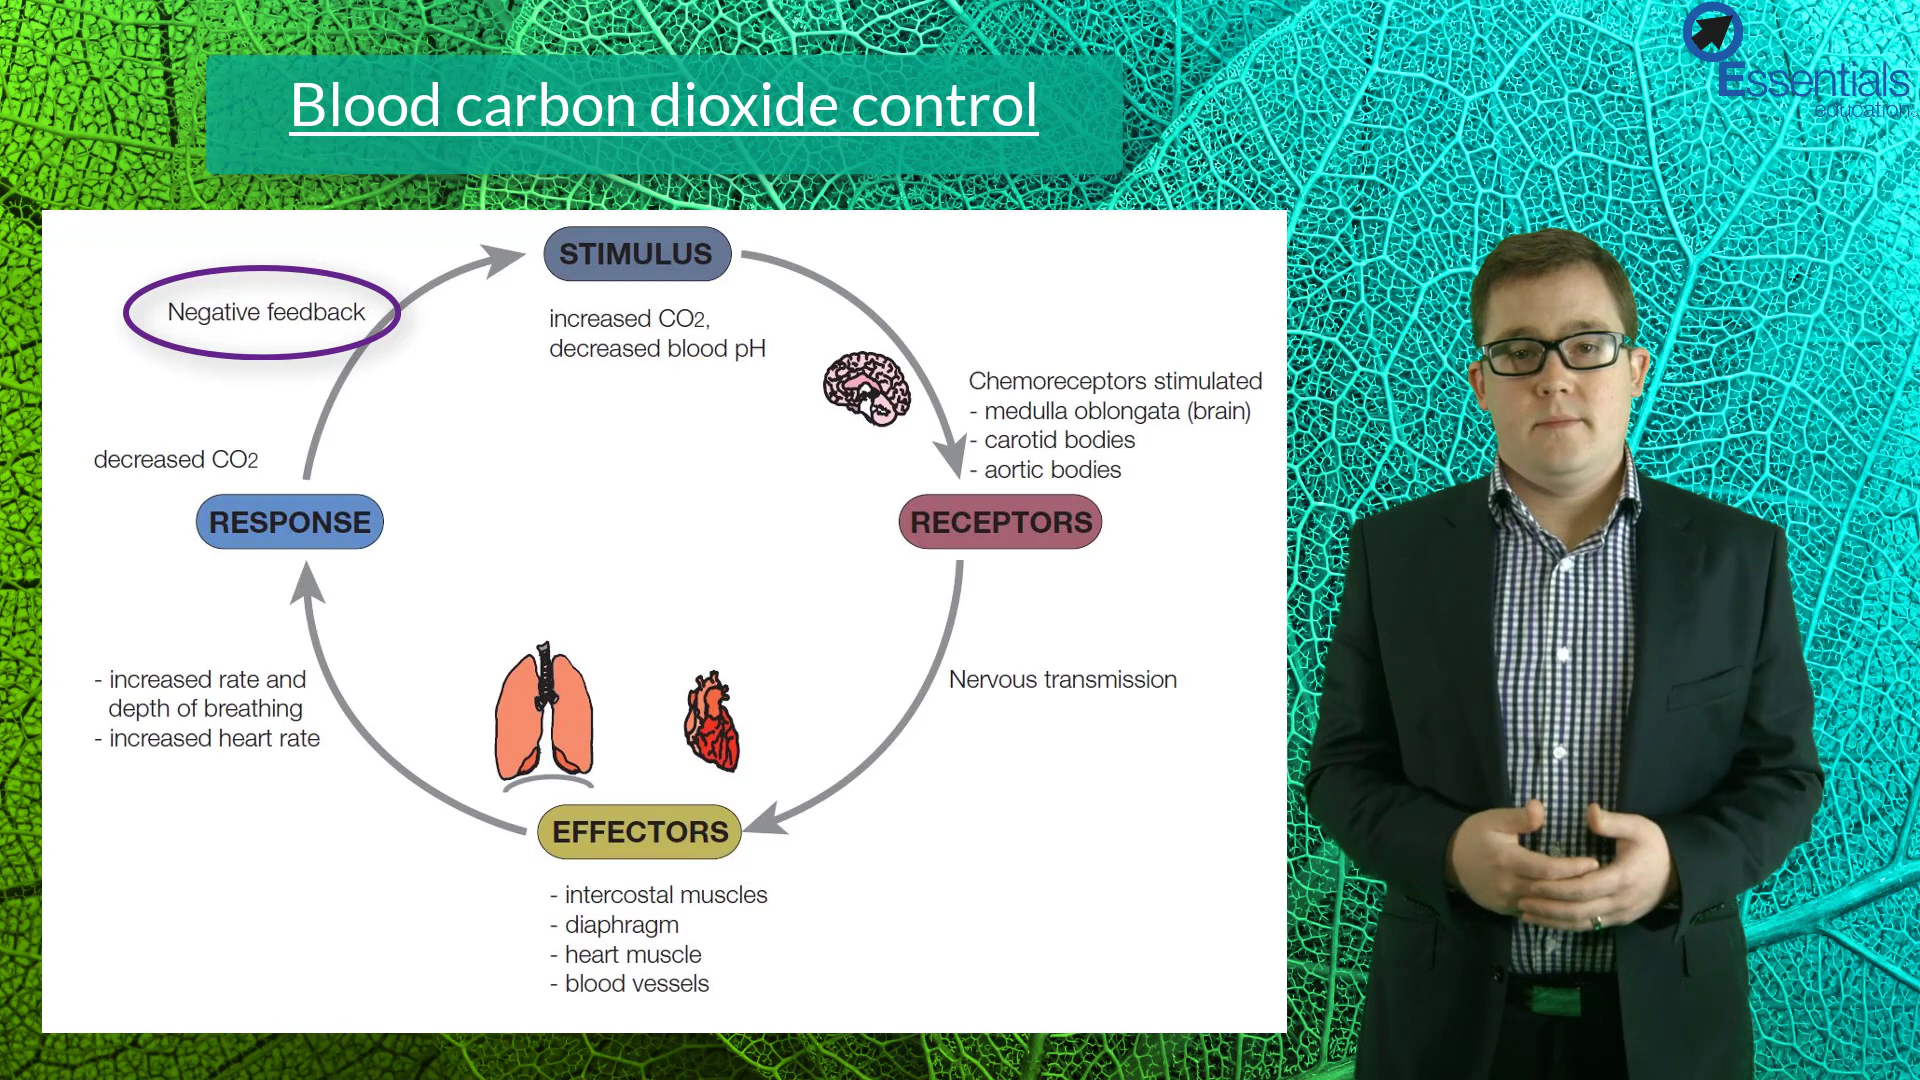 Blood carbon dioxide control
Essentials
education
STIMULUS
Negative feedback
increased CO2,
decreased blood pH
Chemoreceptors stimulated
- medulla oblongata (brain)
- carotid bodies
- aortic bodies
decreased CO2
RESPONSE
RECEPTORS
- increased rate and
depth of breathing
- increased heart rate
Nervous transmission
EFFECTORS
- intercostal muscles
- diaphragm
- heart muscle
- blood vessels